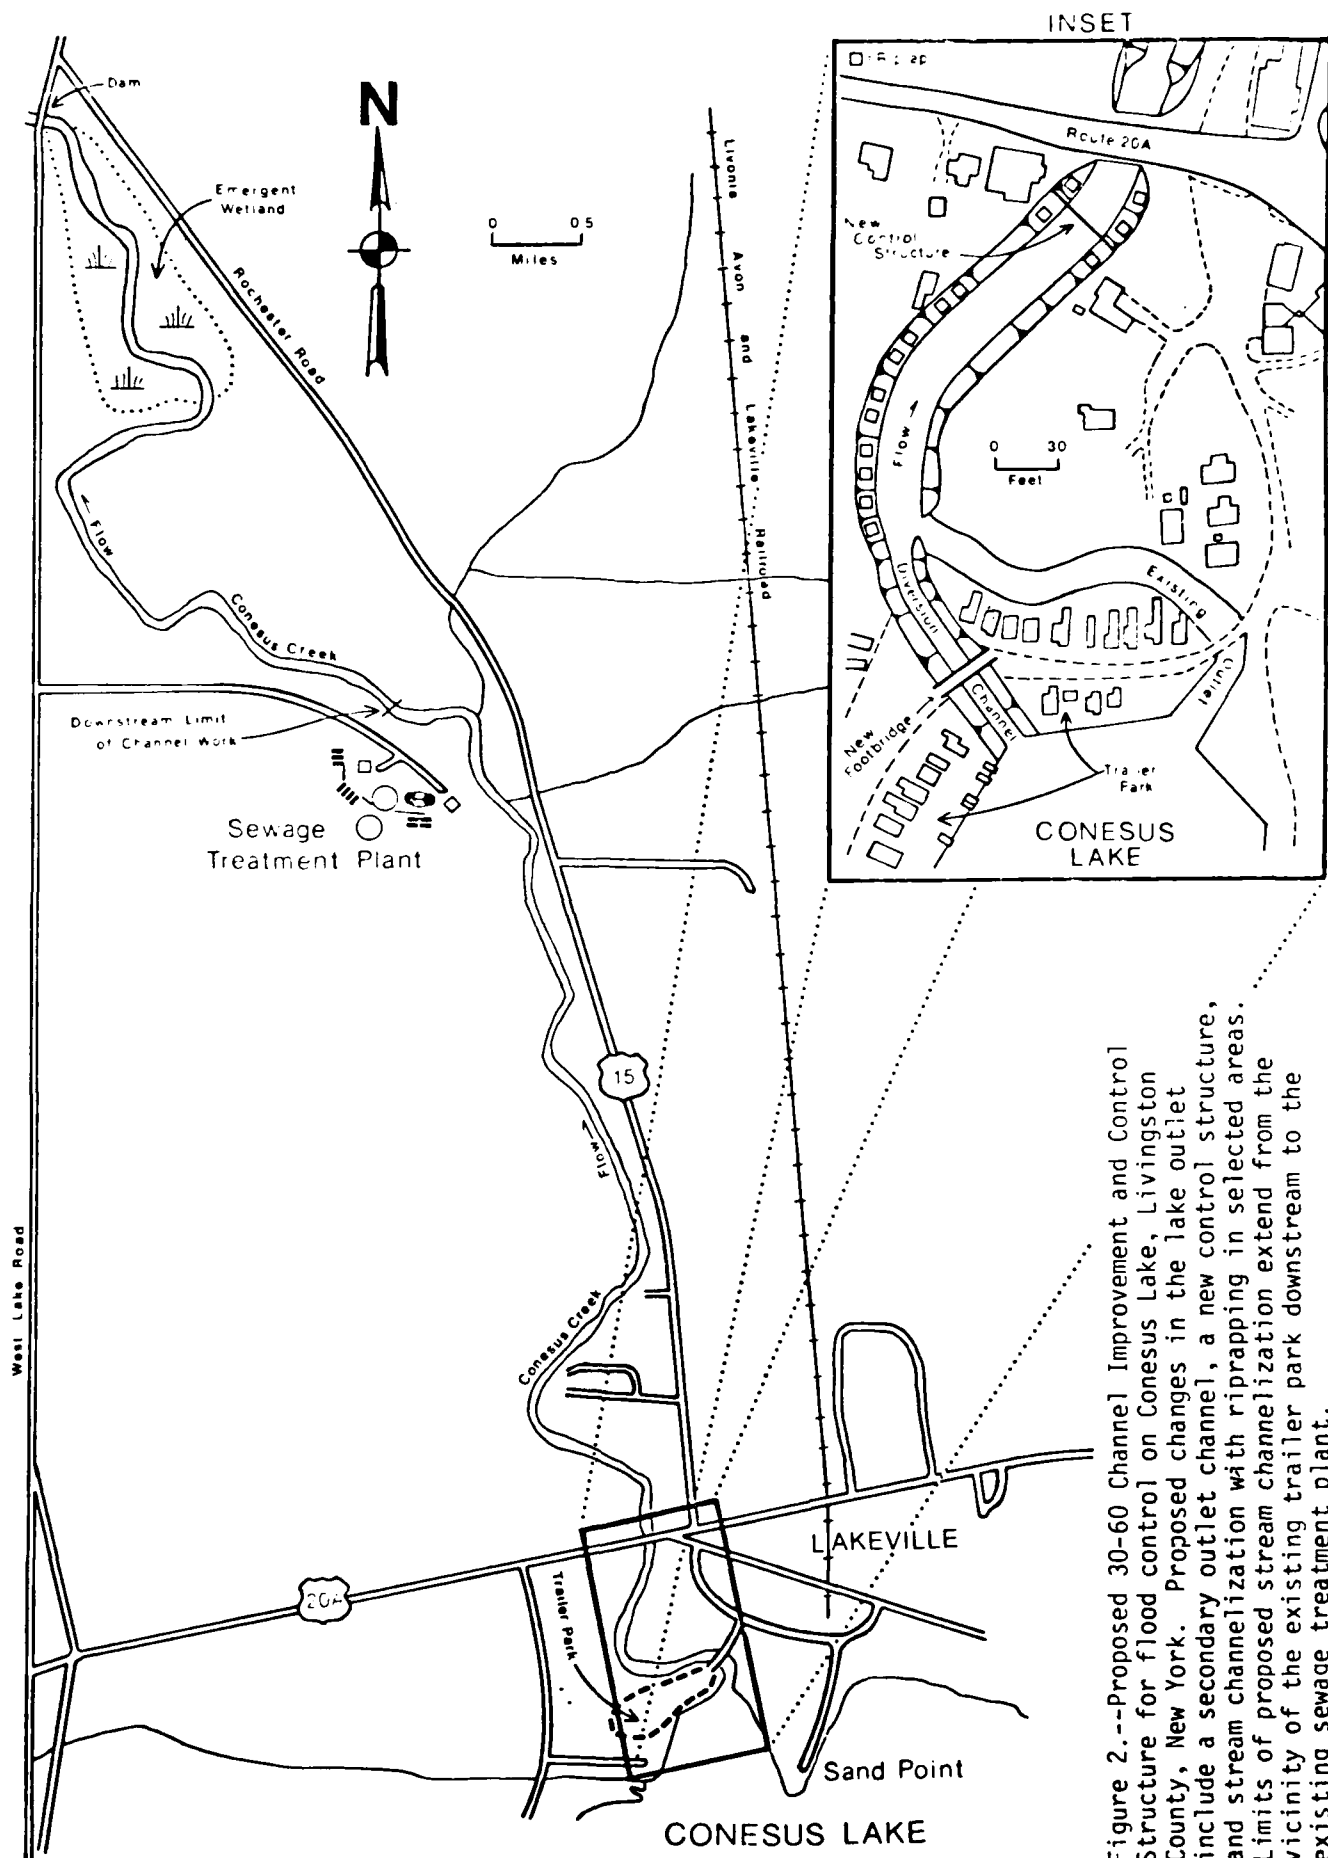 INSET
Riprap
Route 20A
New
Control
Structure
Flow
0 30
Feet
Diversion
Channel
Existing
Outlet
New
Footbridge
Trailer
Park
CONESUS
LAKE
Dam
N
Emergent
Wetland
0 0.5
Miles
Rochester Road
Livonia Avon and Lakeville Railroad
Flow
Conesus Creek
Downstream Limit
of Channel Work
Sewage
Treatment Plant
15
Flow
Conesus Creek
West Lake Road
LAKEVILLE
20A
Trailer Park
Sand Point
CONESUS LAKE
Figure 2.--Proposed 30-60 Channel Improvement and Control
Structure for flood control on Conesus Lake, Livingston
County, New York. Proposed changes in the lake outlet
include a secondary outlet channel, a new control structure,
and stream channelization with riprapping in selected areas.
Limits of proposed stream channelization extend from the
vicinity of the existing trailer park downstream to the
existing sewage treatment plant.